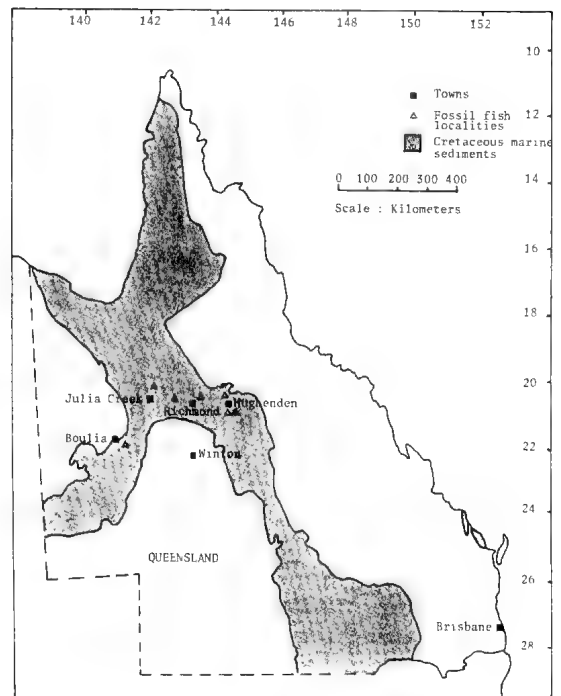 140 142 144 146 148 150 152
10
12
14
16
18
20
22
24
26
28
Towns
Fossil fish
localities
Cretaceous marine
sediments
0 100 200 300 400
Scale : Kilometers
Julia Creek
Richmond
Hughenden
Boulia
Winton
QUEENSLAND
Brisbane